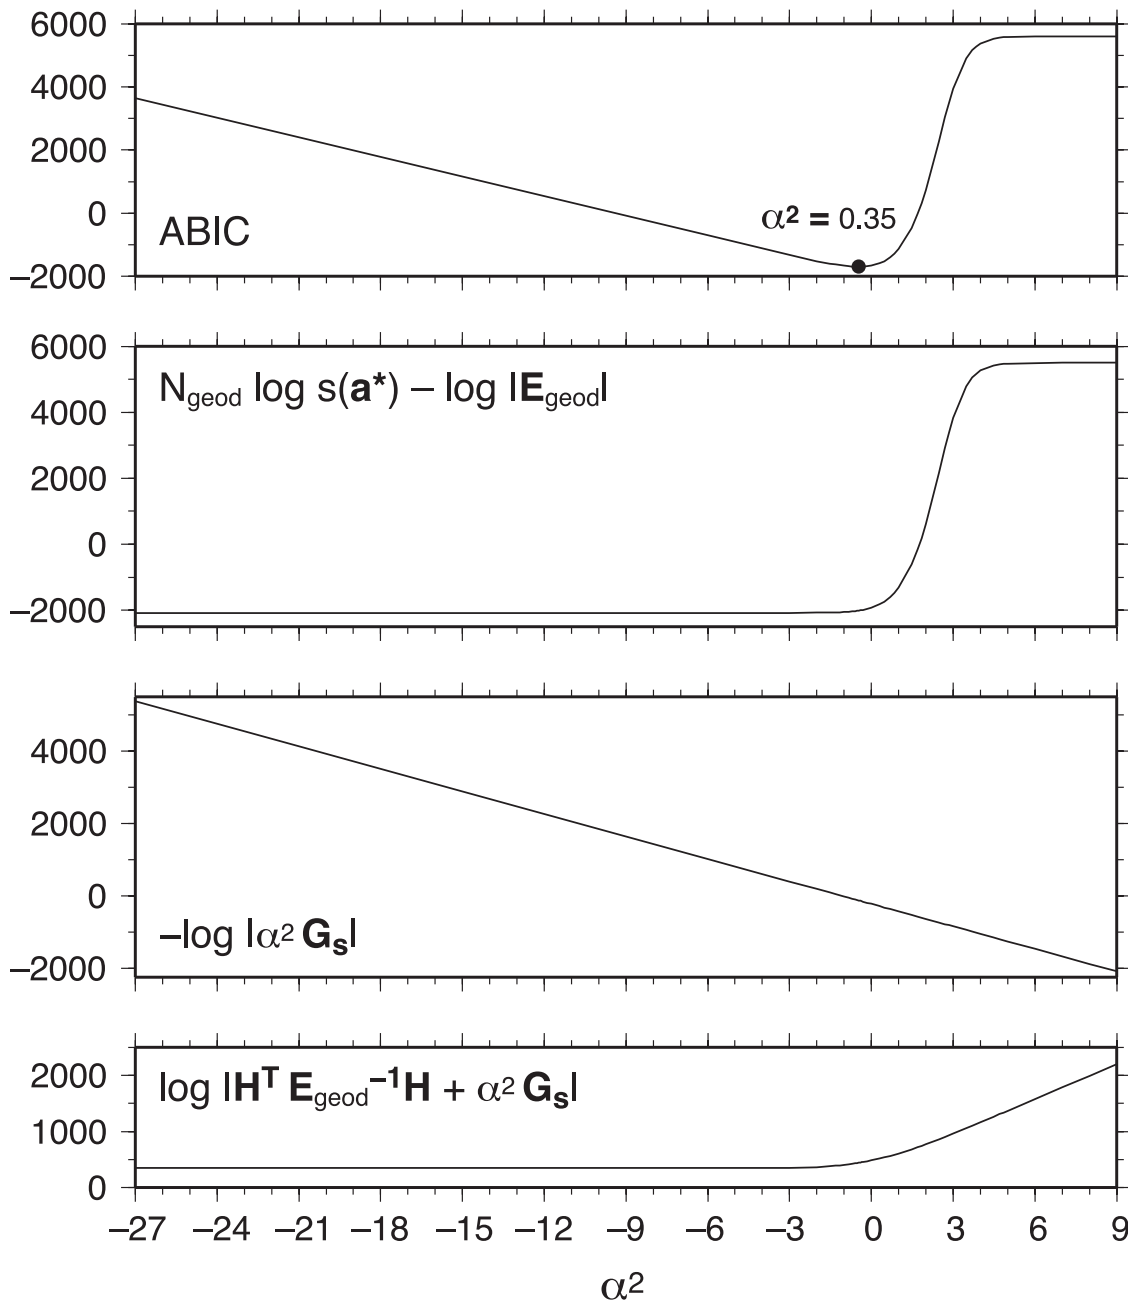 6000
4000
2000
0
−2000
ABIC
α² = 0.35
6000
4000
2000
0
−2000
N_geod log s(a*) – log |E_geod|
4000
2000
0
−2000
–log |α² G_s|
2000
1000
0
log |H^T E_geod^−1 H + α² G_s|
−27 −24 −21 −18 −15 −12 −9 −6 −3 0 3 6 9
α²